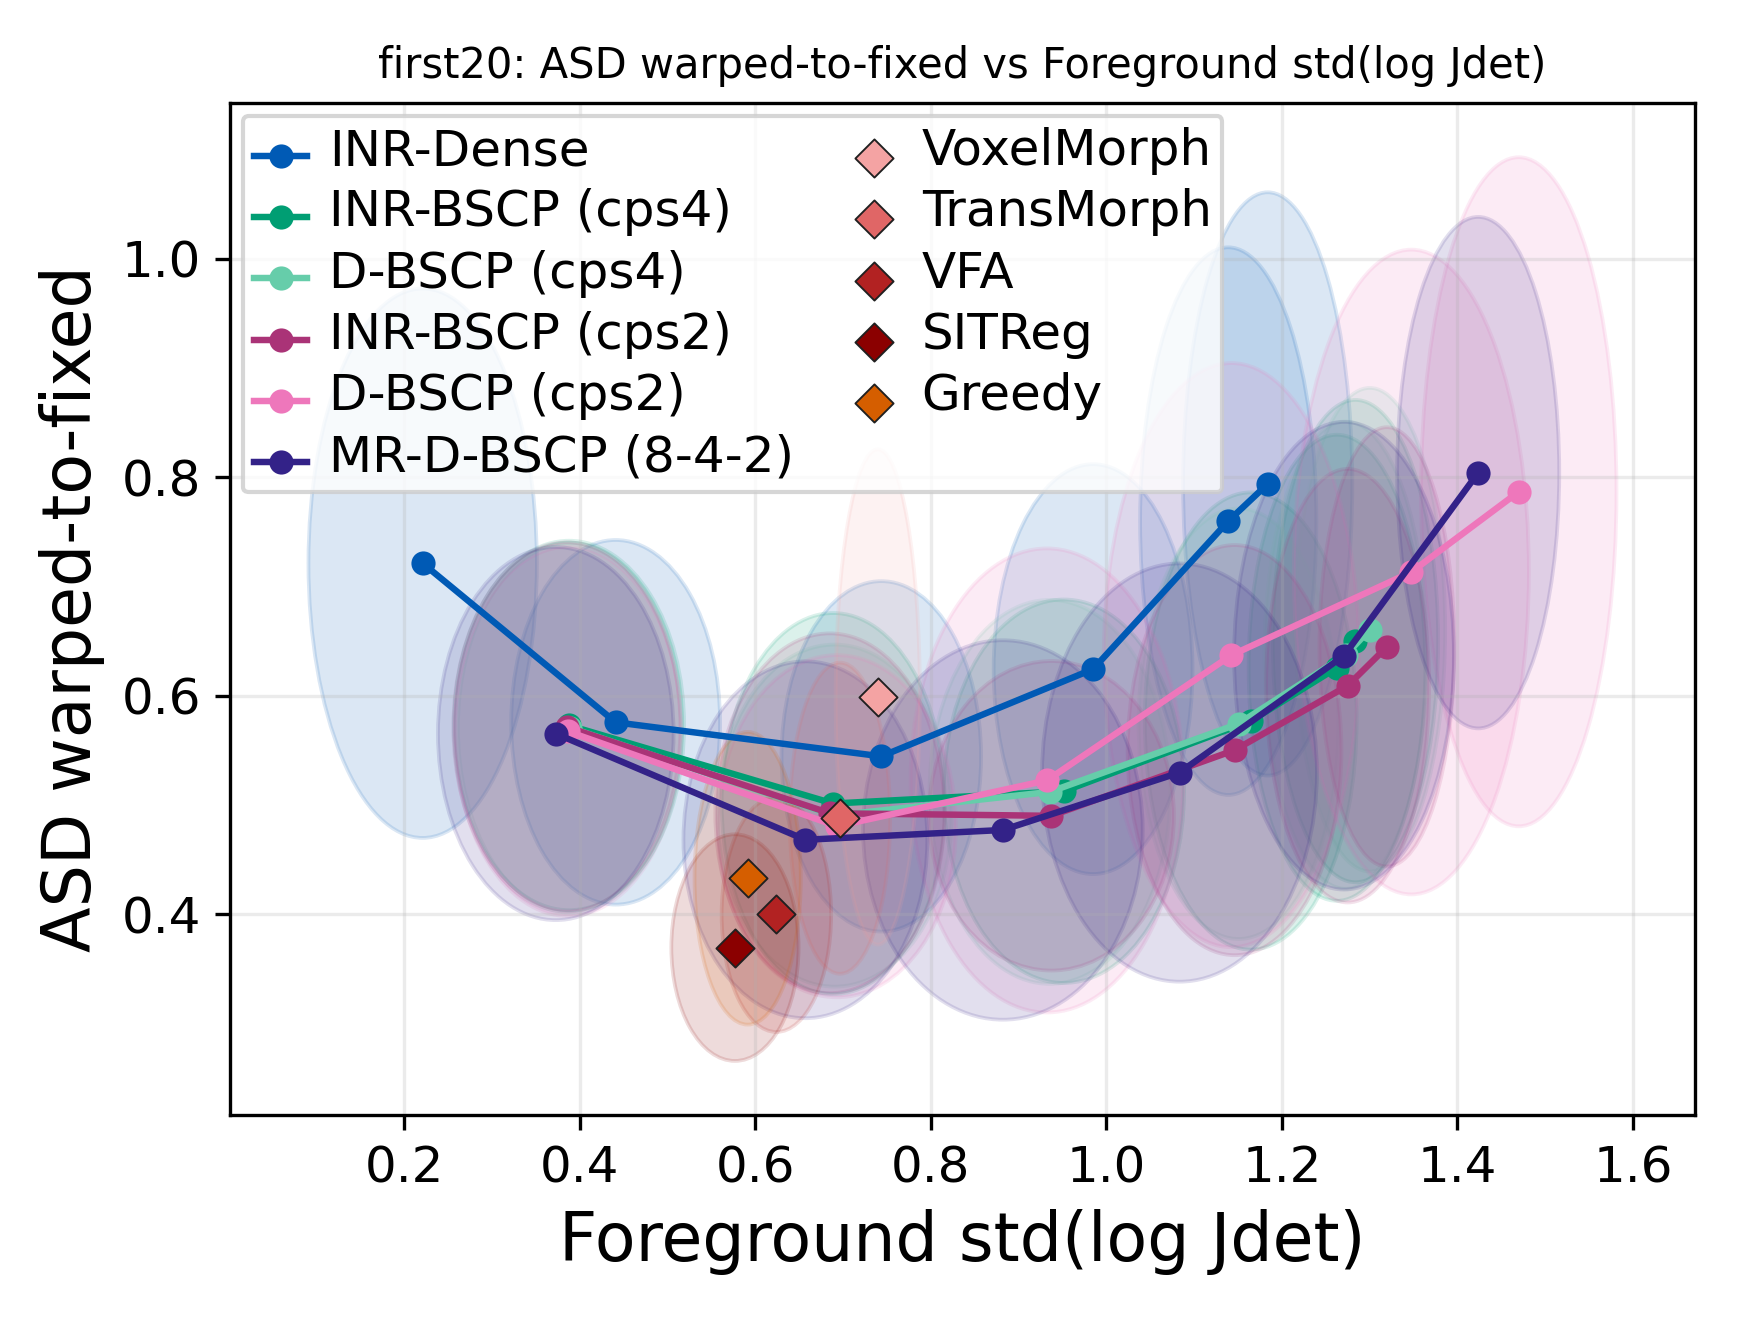 first20: ASD warped-to-fixed vs Foreground std(log Jdet)
INR-Dense
INR-BSCP (cps4)
D-BSCP (cps4)
INR-BSCP (cps2)
D-BSCP (cps2)
MR-D-BSCP (8-4-2)
VoxelMorph
TransMorph
VFA
SITReg
Greedy
ASD warped-to-fixed
1.0
0.8
0.6
0.4
0.2 0.4 0.6 0.8 1.0 1.2 1.4 1.6
Foreground std(log Jdet)